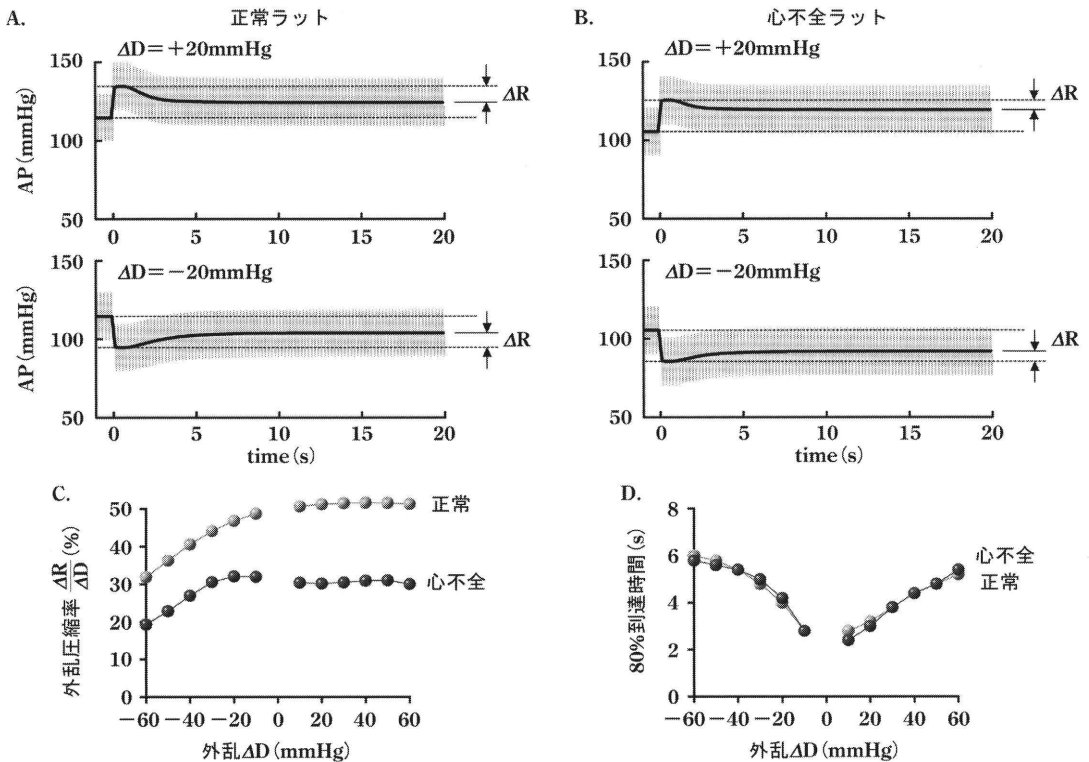 A. 正常ラット
ΔD=+20mmHg
AP(mmHg)
150
100
50
0 5 10 15 20
ΔR
ΔD=−20mmHg
AP(mmHg)
150
100
50
0 5 10 15 20
time(s)
ΔR
B. 心不全ラット
ΔD=+20mmHg
150
100
50
0 5 10 15 20
ΔR
ΔD=−20mmHg
150
100
50
0 5 10 15 20
time(s)
ΔR
C.
外乱圧縮率 ΔR/ΔD (%)
50
40
30
20
10
0
正常
心不全
−60 −40 −20 0 20 40 60
外乱ΔD(mmHg)
D.
80%到達時間(s)
8
6
4
2
0
心不全
正常
−60 −40 −20 0 20 40 60
外乱ΔD(mmHg)